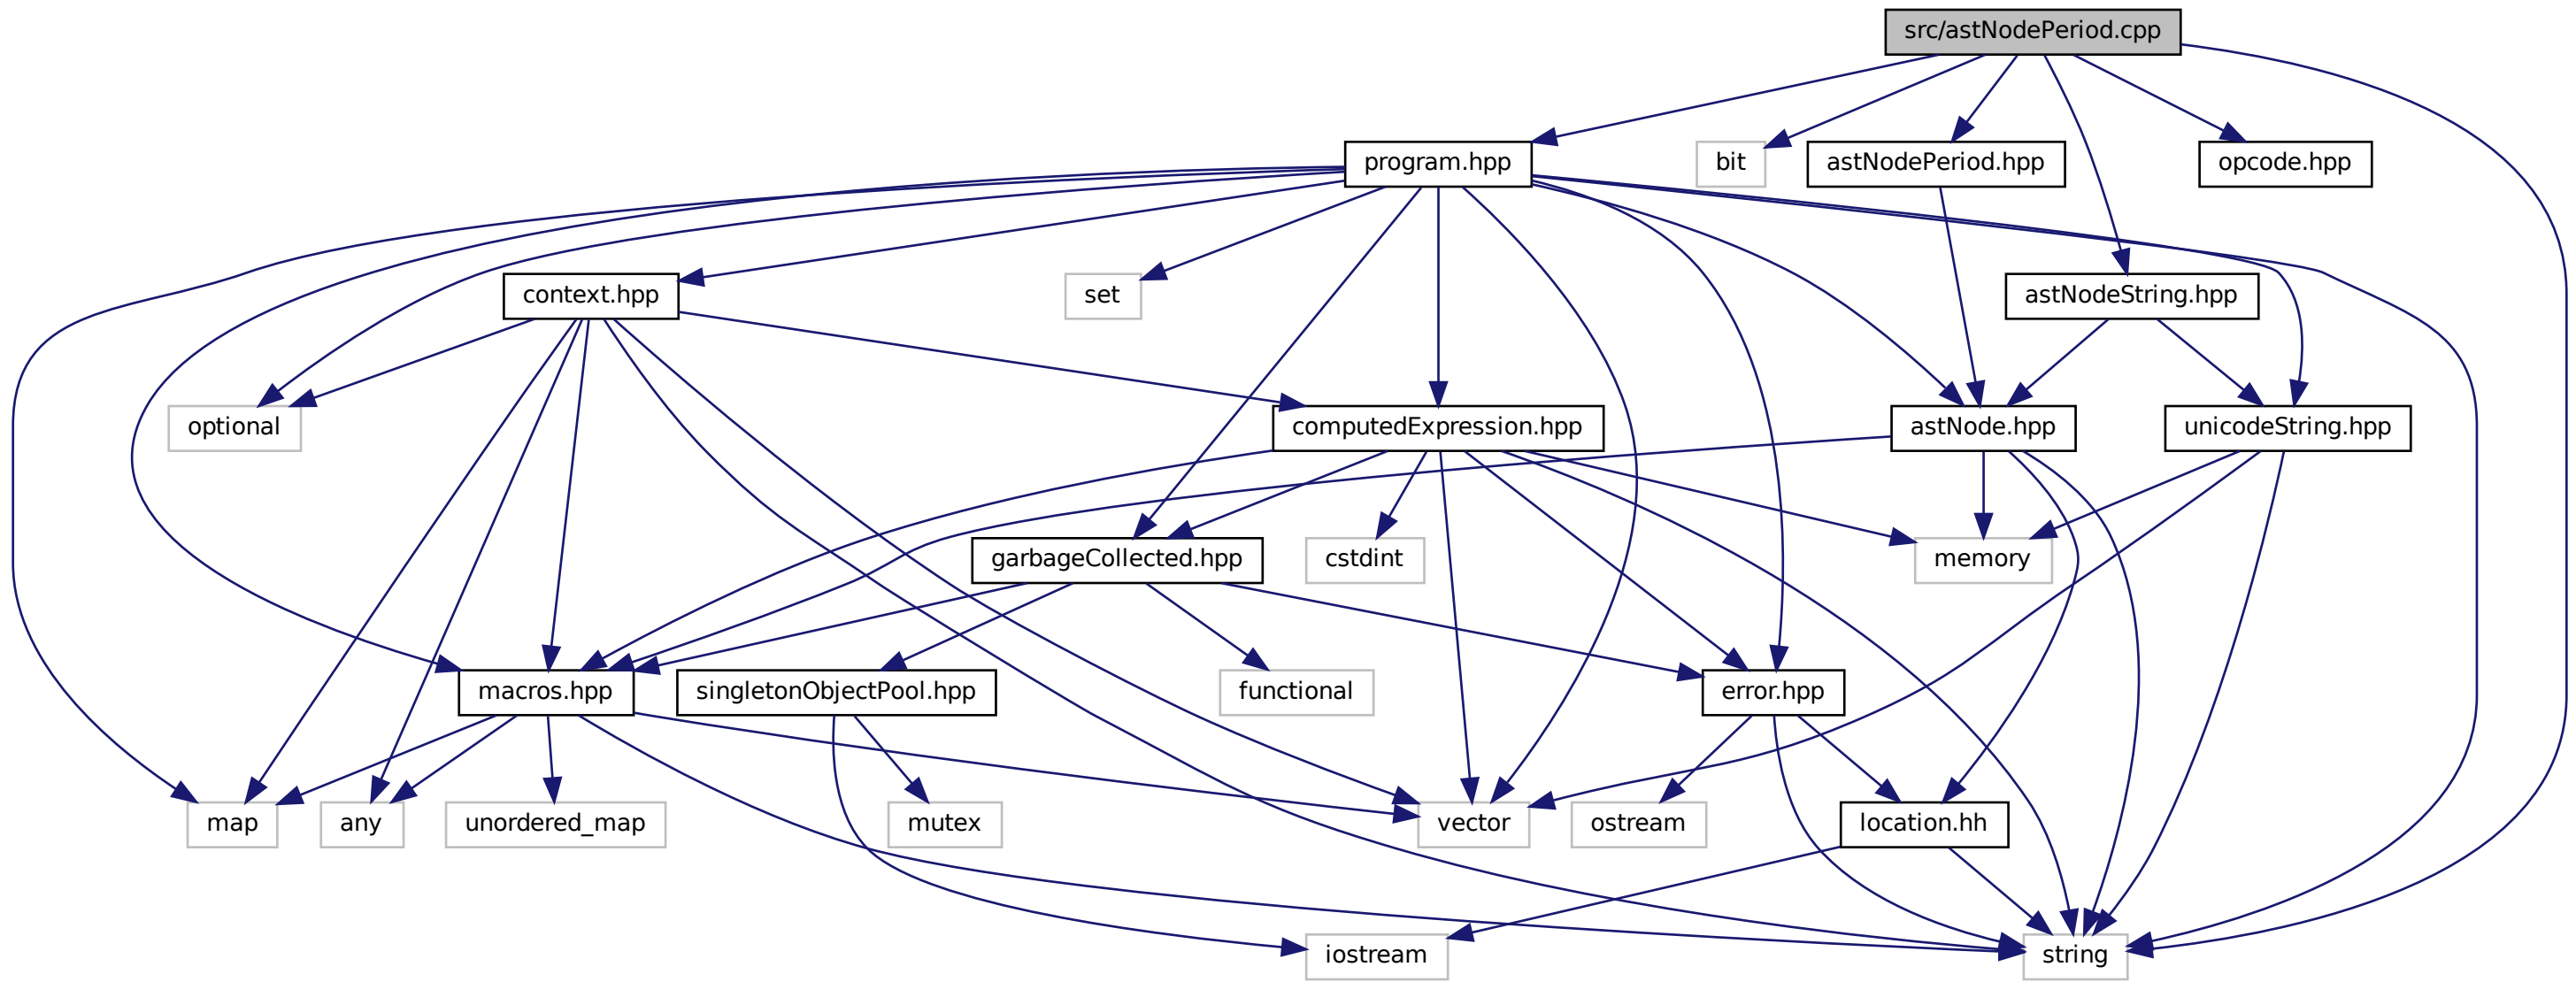 src/astNodePeriod.cpp
program.hpp
bit
astNodePeriod.hpp
opcode.hpp
context.hpp
set
astNodeString.hpp
optional
computedExpression.hpp
astNode.hpp
unicodeString.hpp
garbageCollected.hpp
cstdint
memory
macros.hpp
singletonObjectPool.hpp
functional
error.hpp
map
any
unordered_map
mutex
vector
ostream
location.hh
iostream
string